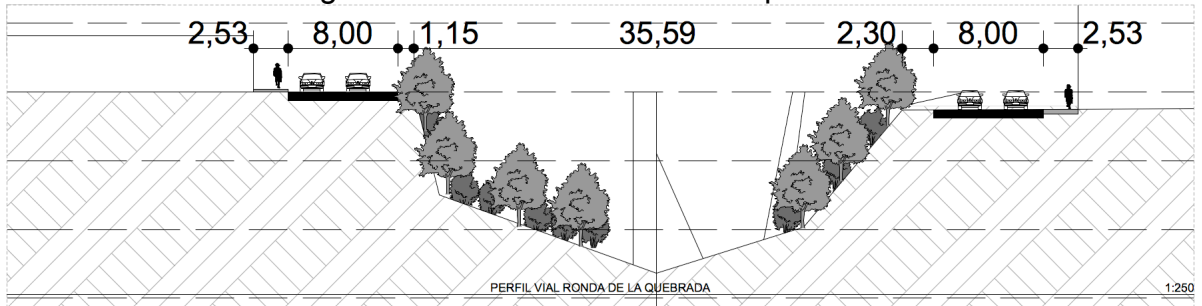 2,53 8,00 1,15 35,59 2,30 8,00 2,53
PERFIL VIAL RONDA DE LA QUEBRADA
1:250